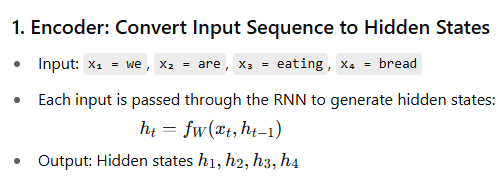 1. Encoder: Convert Input Sequence to Hidden States
• Input: x₁ = we, x₂ = are, x₃ = eating, x₄ = bread
• Each input is passed through the RNN to generate hidden states:
hₜ = f_W(xₜ, hₜ₋₁)
• Output: Hidden states h₁, h₂, h₃, h₄